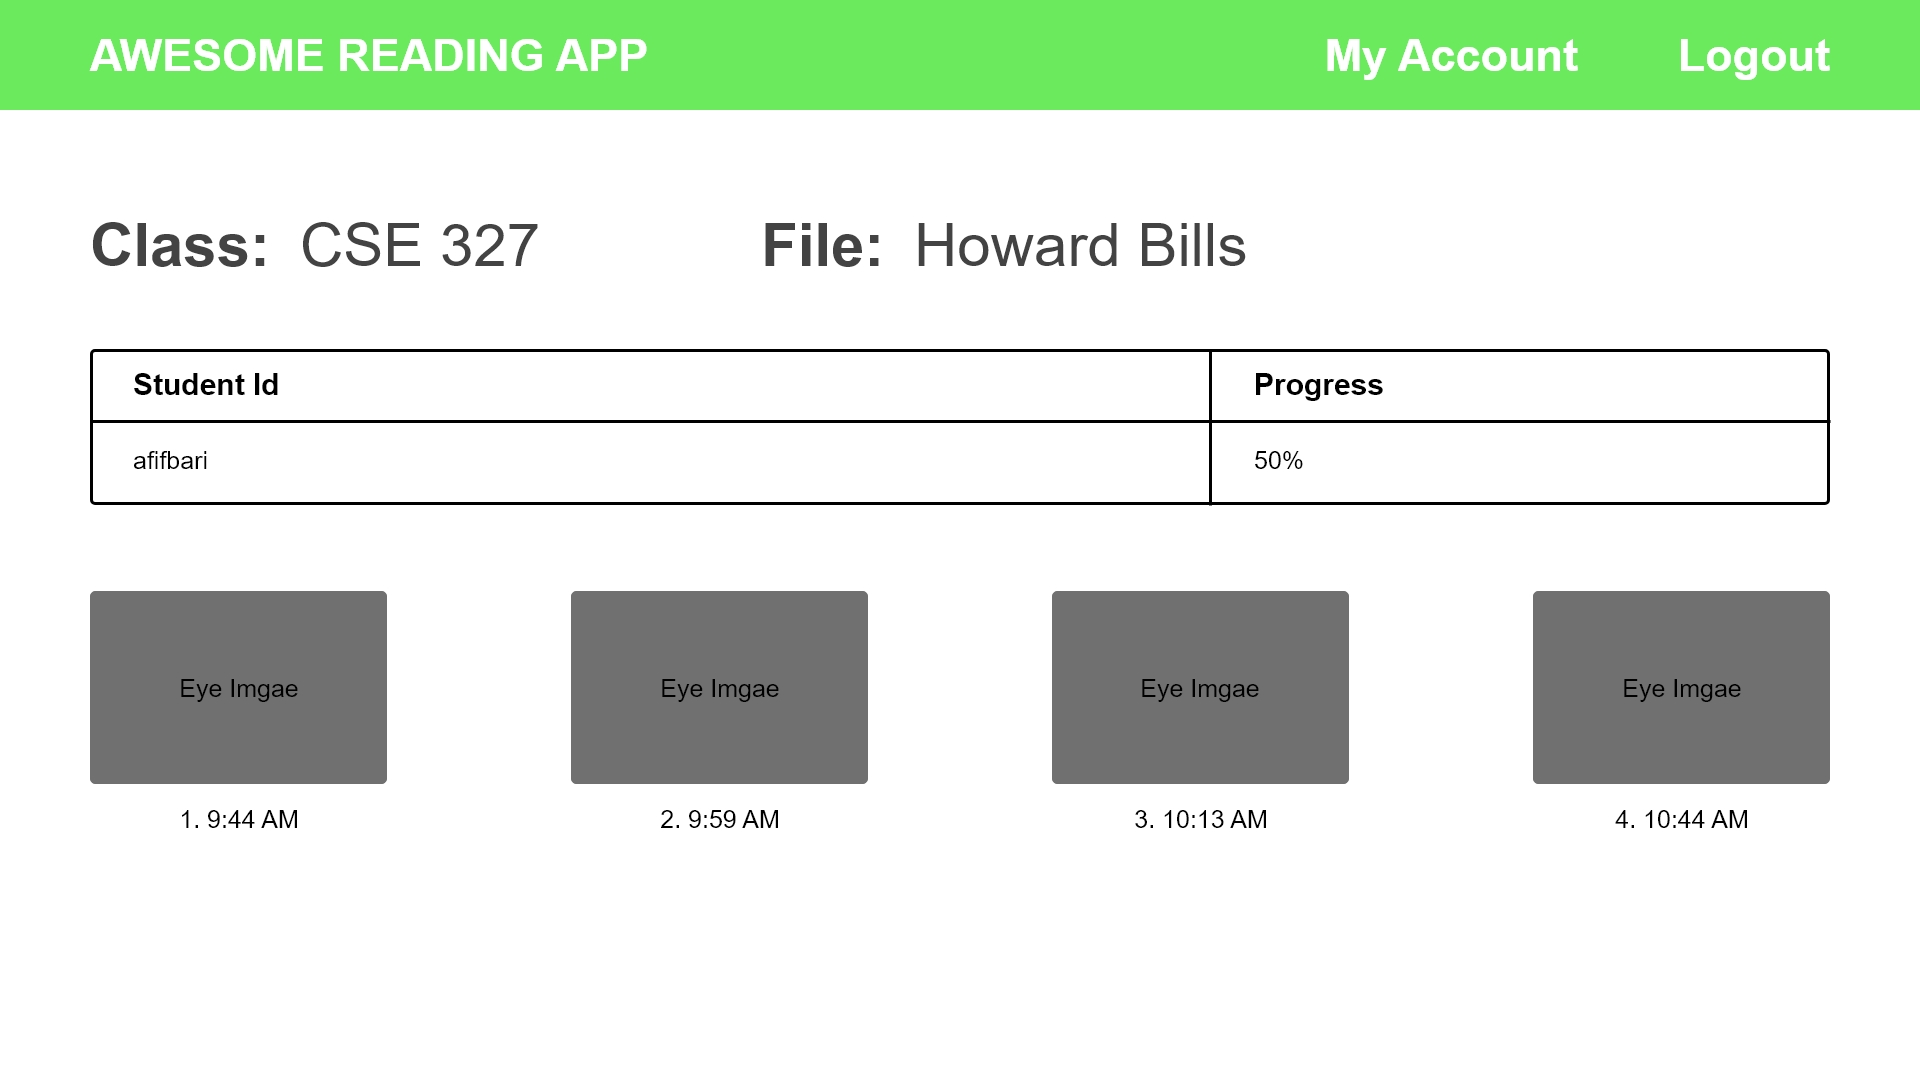 AWESOME READING APP My Account Logout
Class: CSE 327 File: Howard Bills
Student Id Progress
afifbari 50%
Eye Imgae Eye Imgae Eye Imgae Eye Imgae
1. 9:44 AM 2. 9:59 AM 3. 10:13 AM 4. 10:44 AM